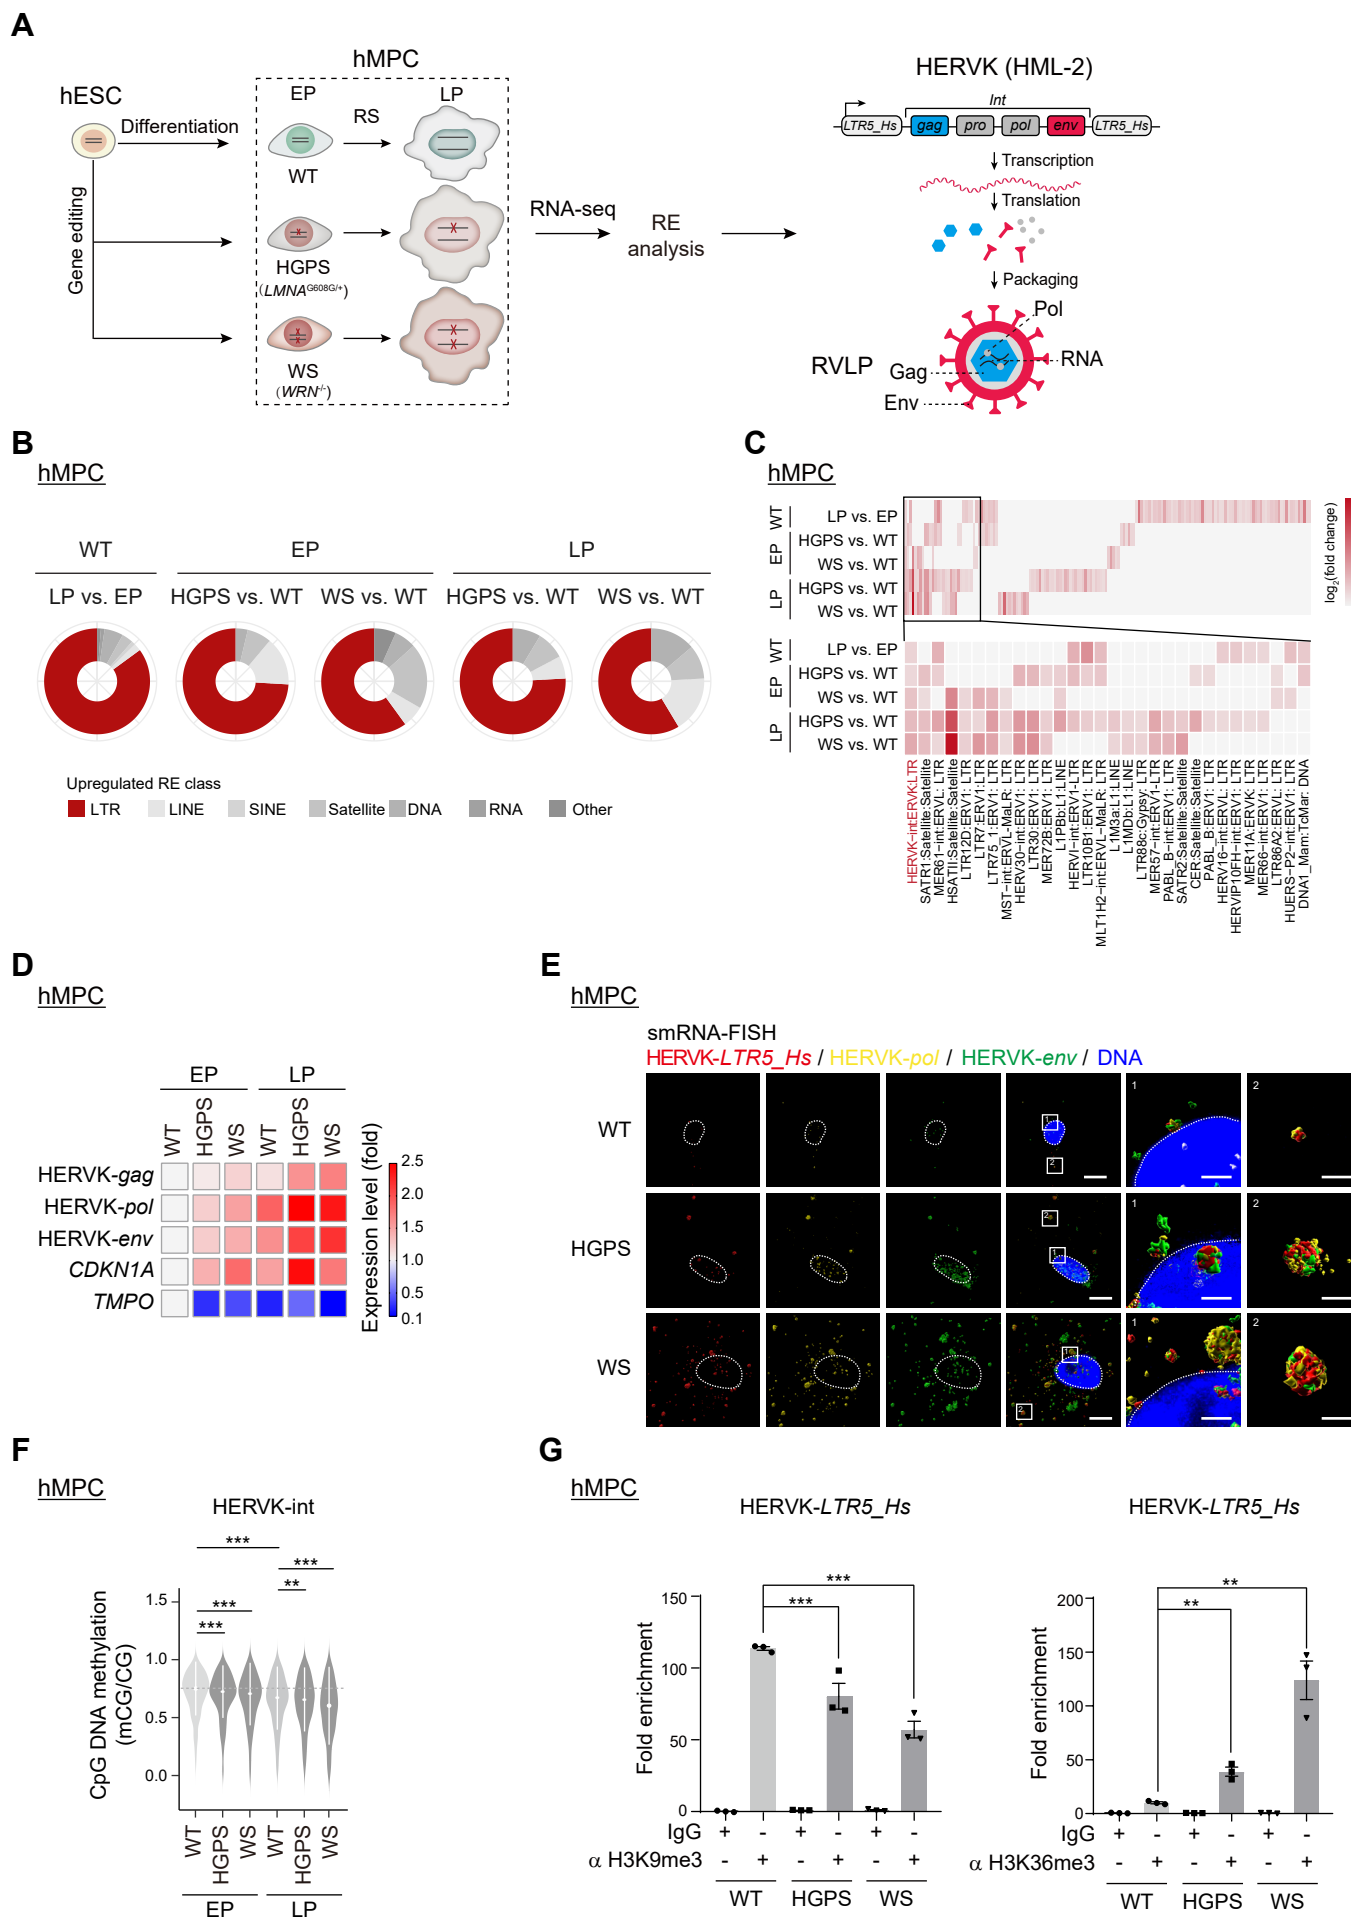 A
hESC
Differentiation
Gene editing
hMPC
EP
RS
LP
WT
HGPS
(LMNAG608G/+)
WS
(WRN-/-)
RNA-seq
RE
analysis
HERVK (HML-2)
Int
LTR5_Hs gag pro pol env LTR5_Hs
Transcription
Translation
Packaging
RVLP
Pol
RNA
Gag
Env
B
hMPC
WT EP LP
LP vs. EP HGPS vs. WT WS vs. WT HGPS vs. WT WS vs. WT
Upregulated RE class
LTR LINE SINE Satellite DNA RNA Other
C
hMPC
WT LP vs. EP
EP HGPS vs. WT
WS vs. WT
LP HGPS vs. WT
WS vs. WT
log2(fold change)
WT LP vs. EP
EP HGPS vs. WT
WS vs. WT
LP HGPS vs. WT
WS vs. WT
HERVK-int:ERVK:LTR
SATR1:Satellite:Satellite
MER61-int:ERVL: LTR
HSATII:Satellite:Satellite
LTR12D:ERV1: LTR
LTR7:ERV1:LTR
LTR75_1:ERV1: LTR
MST-int:ERVL-MaLR: LTR
HERV30-int:ERV1: LTR
LTR30:ERV1: LTR
MER72B:ERV1: LTR
L1PBb:L1:LINE
HERVI-int:ERV1-LTR
LTR10B1:ERV1: LTR
MLT1H2-int:ERVL-MaLR: LTR
L1M3a:L1:LINE
L1MDb:L1:LINE
LTR88c:Gypsy: LTR
MER57-int:ERV1-LTR
PABL_B-int:ERV1: LTR
SATR2:Satellite:Satellite
CER:Satellite:Satellite
PABL_B:ERV1: LTR
HERV16-int:ERVL: LTR
HERVIP10FH-int:ERV1: LTR
MER11A:ERVK: LTR
MER66-int:ERV1: LTR
LTR86A2:ERVL: LTR
HUERS-P2-int:ERV1: LTR
DNA1_Mam:TcMar: DNA
D
hMPC
EP LP
WT HGPS WS WT HGPS WS
HERVK-gag
HERVK-pol
HERVK-env
CDKN1A
TMPO
Expression level (fold)
2.5
2.0
1.5
1.0
0.5
0.1
E
hMPC
smRNA-FISH
HERVK-LTR5_Hs / HERVK-pol / HERVK-env / DNA
WT
1
2
1
2
HGPS
2
1
1
2
WS
1
2
1
2
F
hMPC
HERVK-int
***
***
***
**
***
CpG DNA methylation
(mCG/CG)
1.5
1.0
0.5
0.0
WT HGPS WS WT HGPS WS
EP LP
G
hMPC
HERVK-LTR5_Hs
***
***
Fold enrichment
150
100
50
0
IgG + - + - + -
α H3K9me3 - + - + - +
WT HGPS WS
HERVK-LTR5_Hs
**
**
Fold enrichment
200
150
100
50
0
IgG + - + - + -
α H3K36me3 - + - + - +
WT HGPS WS